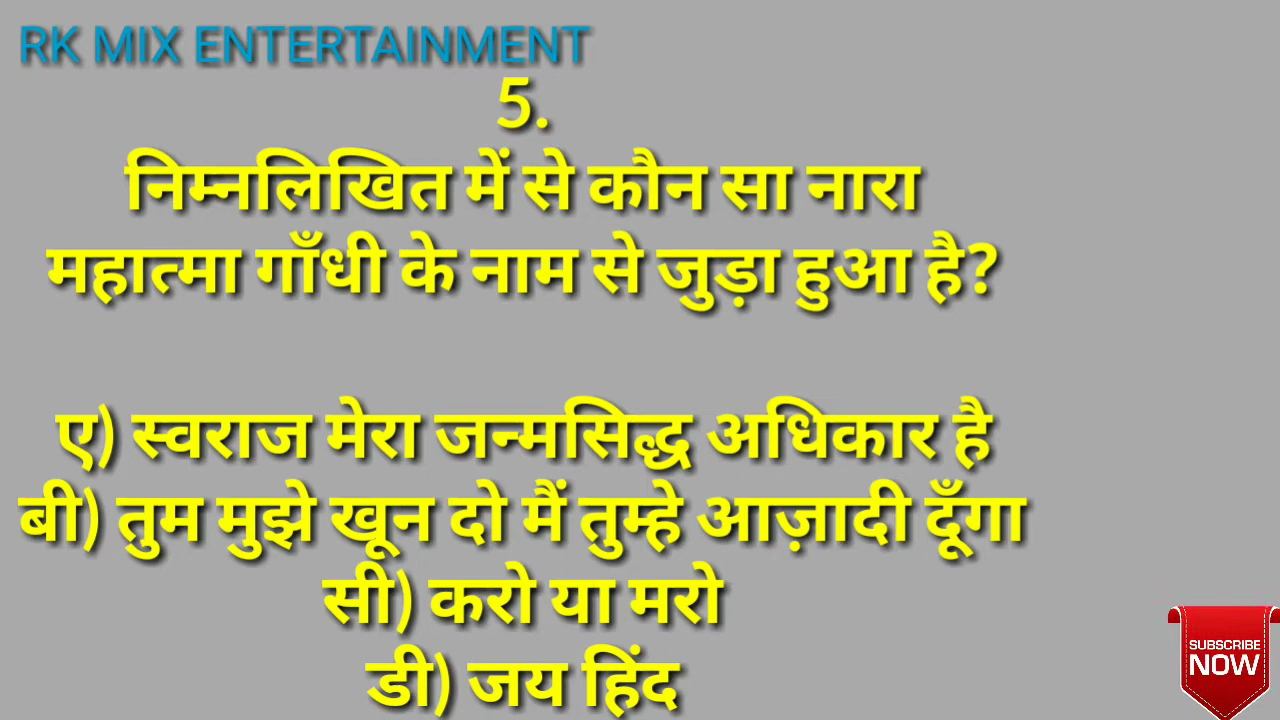 RK MIX ENTERTAINMENT
5.
निम्नलिखित में से कौन सा नारा
महात्मा गाँधी के नाम से जुड़ा हुआ है?
ए) स्वराज मेरा जन्मसिद्ध अधिकार है
बी) तुम मुझे खून दो मैं तुम्हे आज़ादी दूँगा
सी) करो या मरो
डी) जय हिंद
SUBSCRIBE
NOW